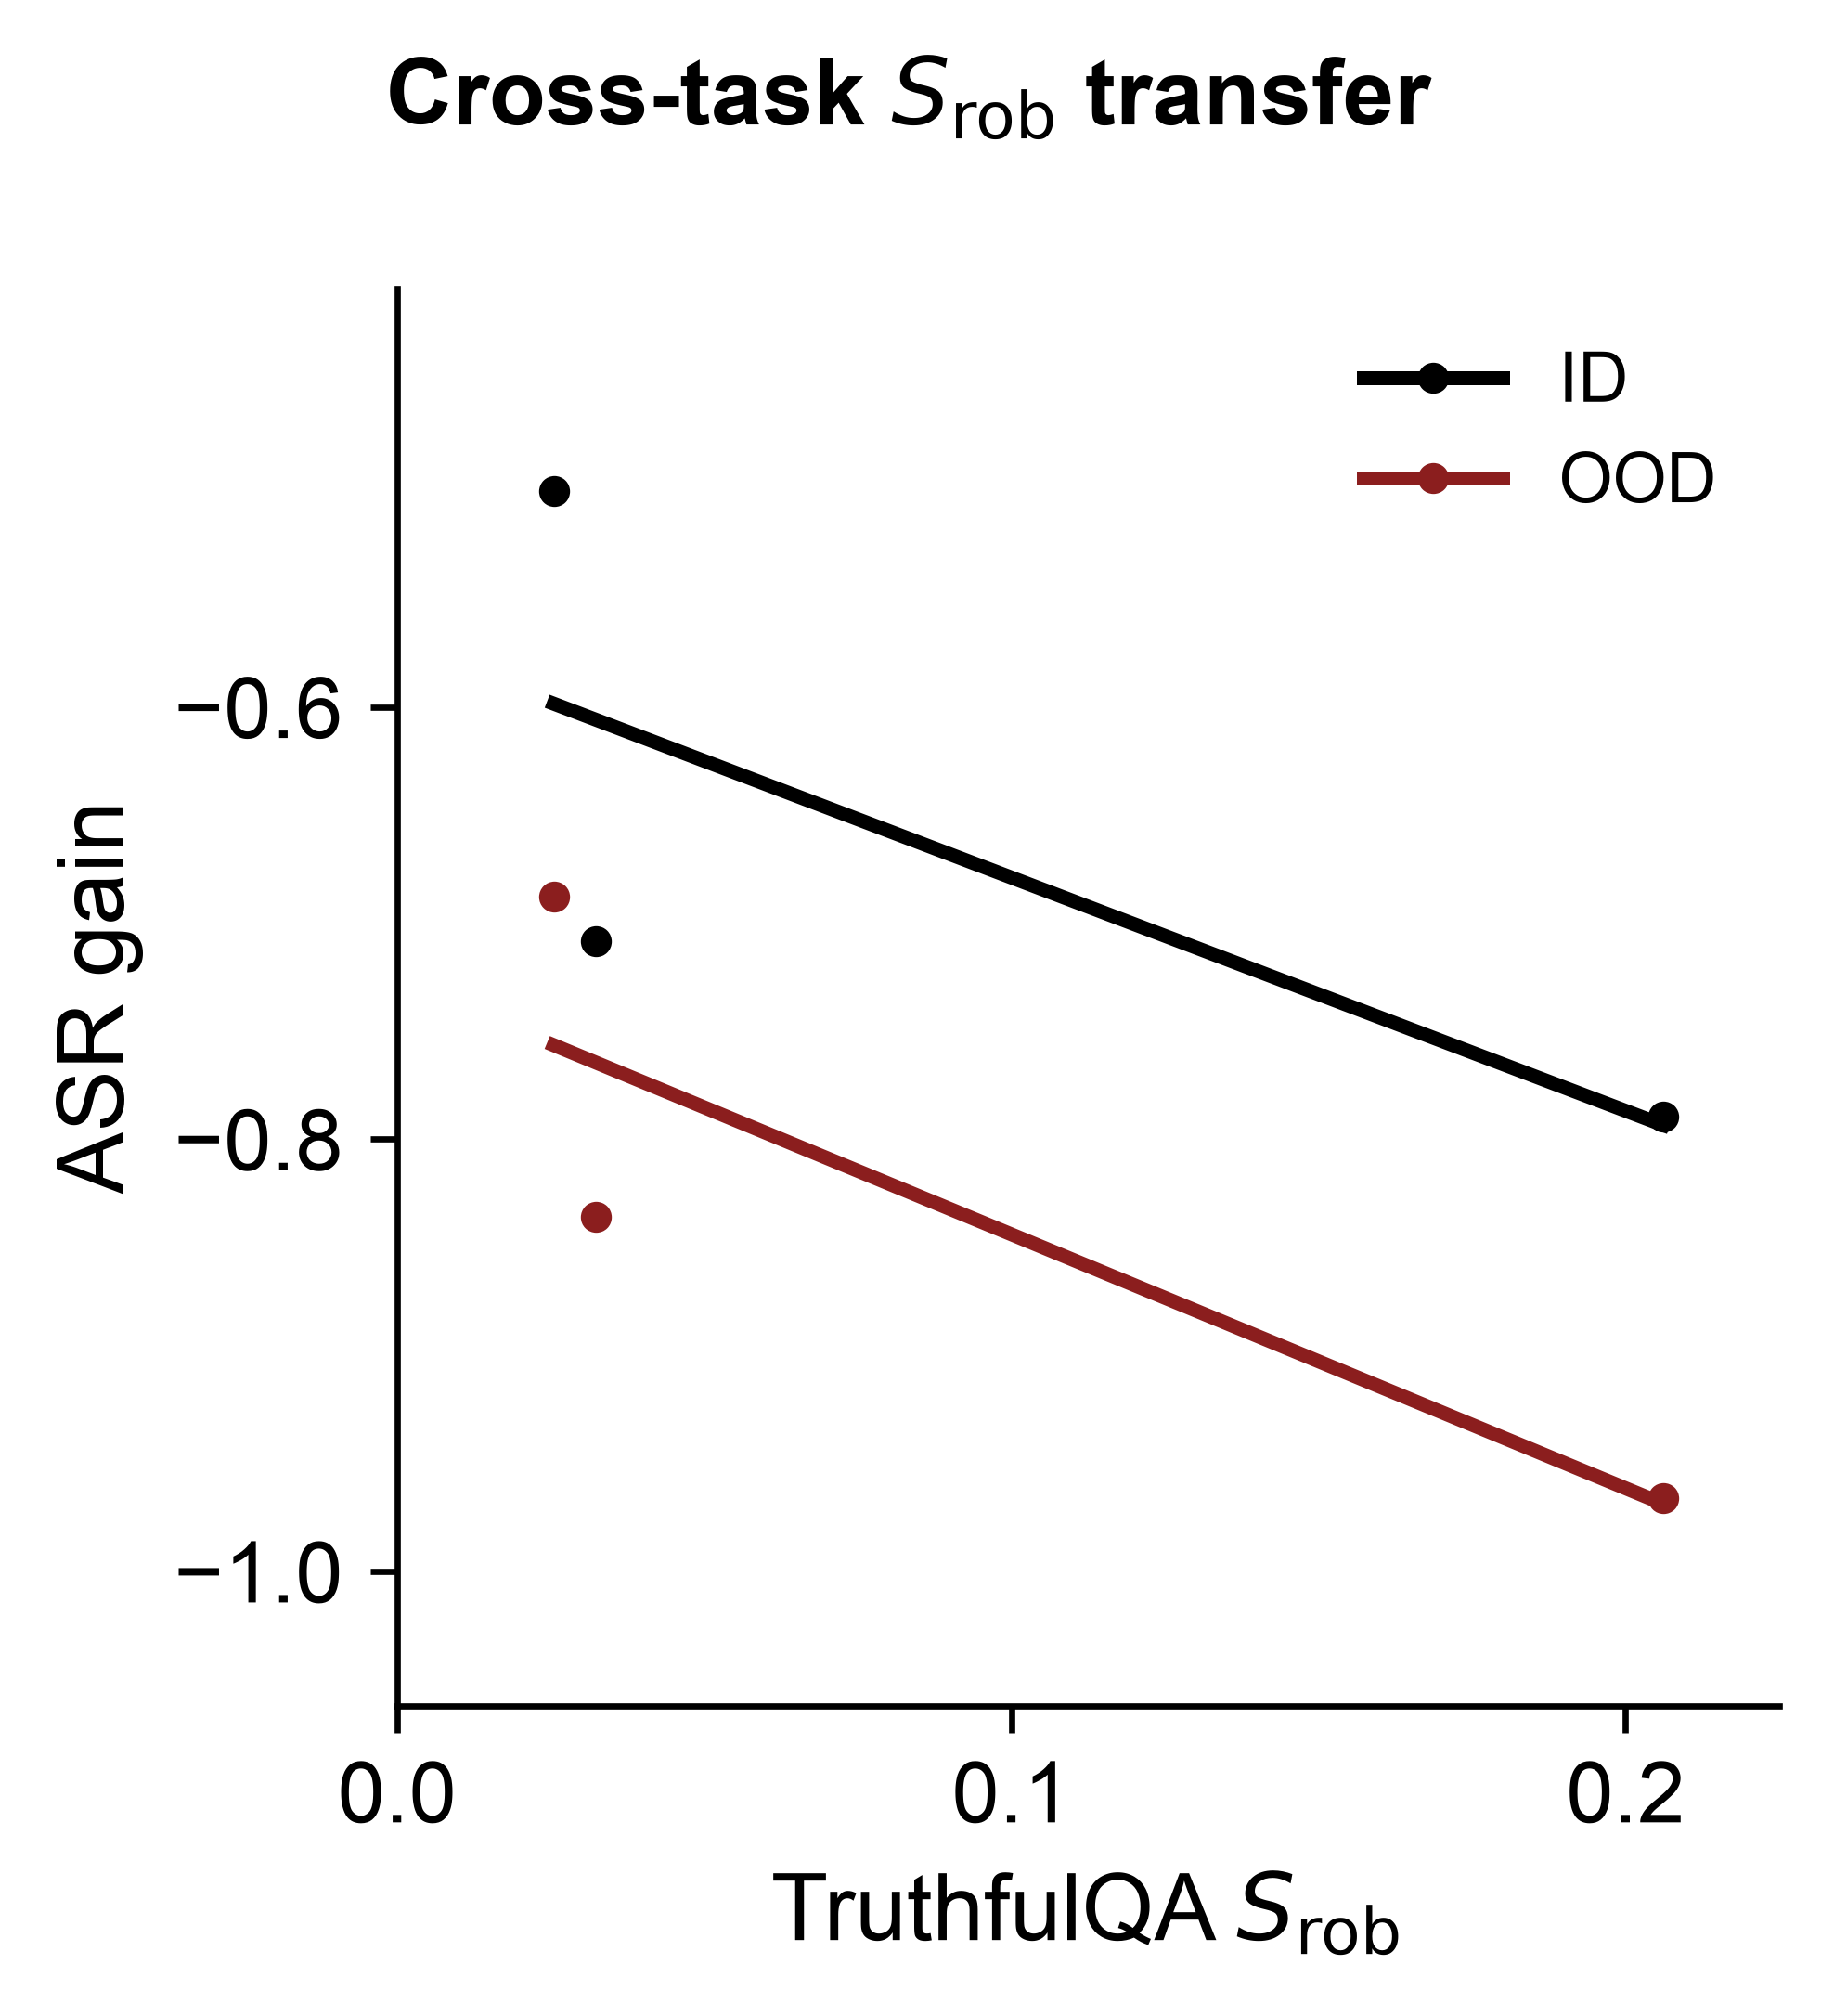 Cross-task S_rob transfer
ID
OOD
ASR gain
−0.6
−0.8
−1.0
0.0 0.1 0.2
TruthfulQA S_rob